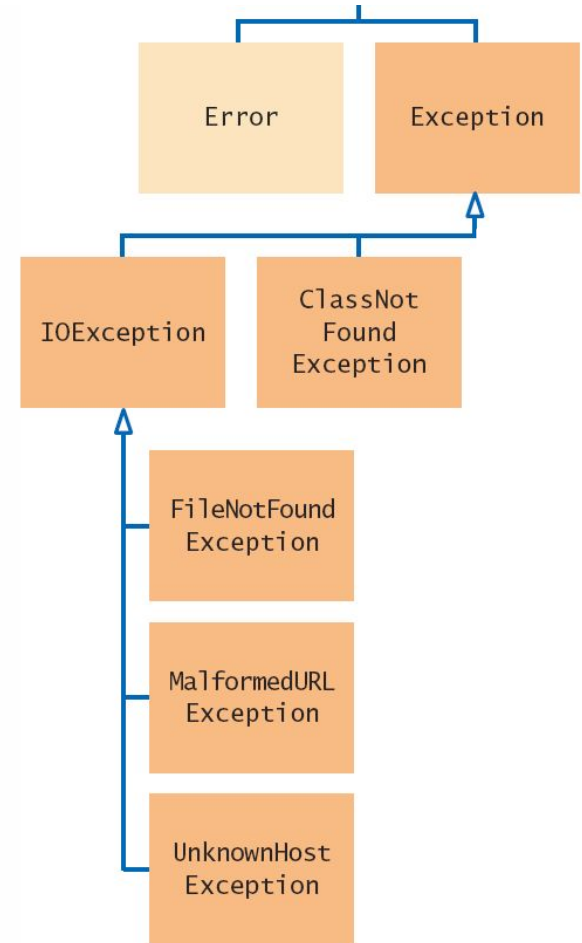 Error
Exception
IOException
ClassNot
Found
Exception
FileNotFound
Exception
MalformedURL
Exception
UnknownHost
Exception